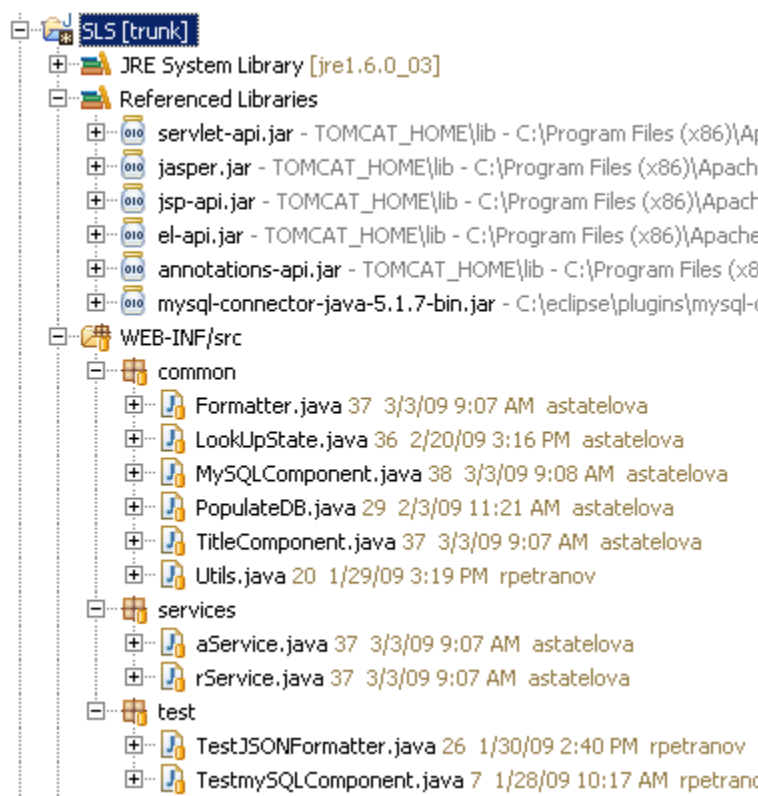 SLS [trunk]
JRE System Library [jre1.6.0_03]
Referenced Libraries
servlet-api.jar - TOMCAT_HOME\lib - C:\Program Files (x86)\Ap
jasper.jar - TOMCAT_HOME\lib - C:\Program Files (x86)\Apach
jsp-api.jar - TOMCAT_HOME\lib - C:\Program Files (x86)\Apach
el-api.jar - TOMCAT_HOME\lib - C:\Program Files (x86)\Apache
annotations-api.jar - TOMCAT_HOME\lib - C:\Program Files (x8
mysql-connector-java-5.1.7-bin.jar - C:\eclipse\plugins\mysql-c
WEB-INF/src
common
Formatter.java 37 3/3/09 9:07 AM astatelova
LookUpState.java 36 2/20/09 3:16 PM astatelova
MySQLComponent.java 38 3/3/09 9:08 AM astatelova
PopulateDB.java 29 2/3/09 11:21 AM astatelova
TitleComponent.java 37 3/3/09 9:07 AM astatelova
Utils.java 20 1/29/09 3:19 PM rpetranov
services
aService.java 37 3/3/09 9:07 AM astatelova
rService.java 37 3/3/09 9:07 AM astatelova
test
TestJSONFormatter.java 26 1/30/09 2:40 PM rpetranov
TestmySQLComponent.java 7 1/28/09 10:17 AM rpetrano